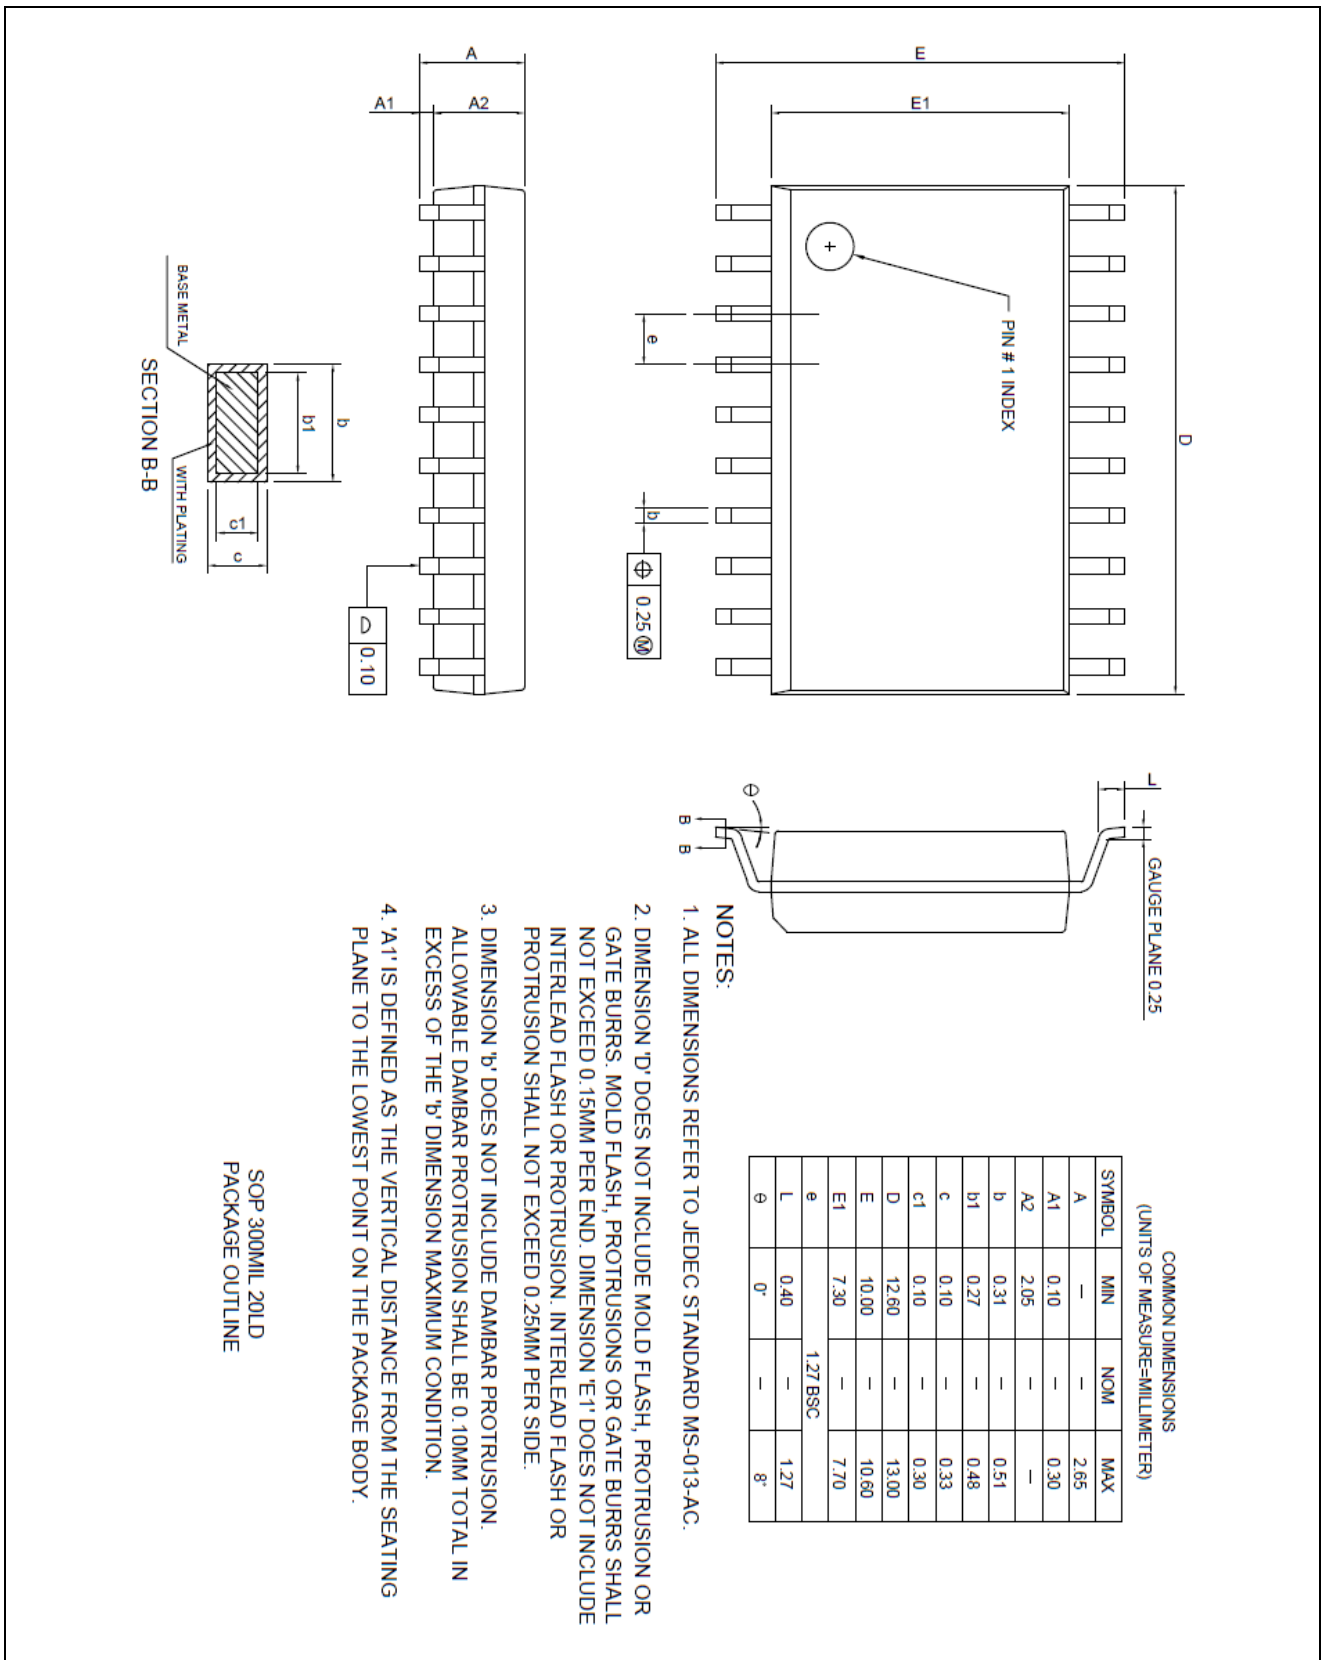 D
PIN # 1 INDEX
E
E1
e
b
⌖ 0.25 Ⓜ
A
A1
A2
⌓ 0.10
BASE METAL
WITH PLATING
b
b1
c1
c
SECTION B-B
L
GAUGE PLANE 0.25
θ
B
B
COMMON DIMENSIONS
(UNITS OF MEASURE=MILLIMETER)
SYMBOL MIN NOM MAX
A — – 2.65
A1 0.10 – 0.30
A2 2.05 – —
b 0.31 – 0.51
b1 0.27 – 0.48
c 0.10 – 0.33
c1 0.10 – 0.30
D 12.60 – 13.00
E 10.00 – 10.60
E1 7.30 – 7.70
e 1.27 BSC
L 0.40 – 1.27
θ 0° – 8°
NOTES:
1. ALL DIMENSIONS REFER TO JEDEC STANDARD MS-013-AC.
2. DIMENSION 'D' DOES NOT INCLUDE MOLD FLASH, PROTRUSION OR
GATE BURRS. MOLD FLASH, PROTRUSIONS OR GATE BURRS SHALL
NOT EXCEED 0.15MM PER END. DIMENSION 'E1' DOES NOT INCLUDE
INTERLEAD FLASH OR PROTRUSION. INTERLEAD FLASH OR
PROTRUSION SHALL NOT EXCEED 0.25MM PER SIDE.
3. DIMENSION 'b' DOES NOT INCLUDE DAMBAR PROTRUSION.
ALLOWABLE DAMBAR PROTRUSION SHALL BE 0.10MM TOTAL IN
EXCESS OF THE 'b' DIMENSION MAXIMUM CONDITION.
4. 'A1' IS DEFINED AS THE VERTICAL DISTANCE FROM THE SEATING
PLANE TO THE LOWEST POINT ON THE PACKAGE BODY.
SOP 300MIL 20LD
PACKAGE OUTLINE